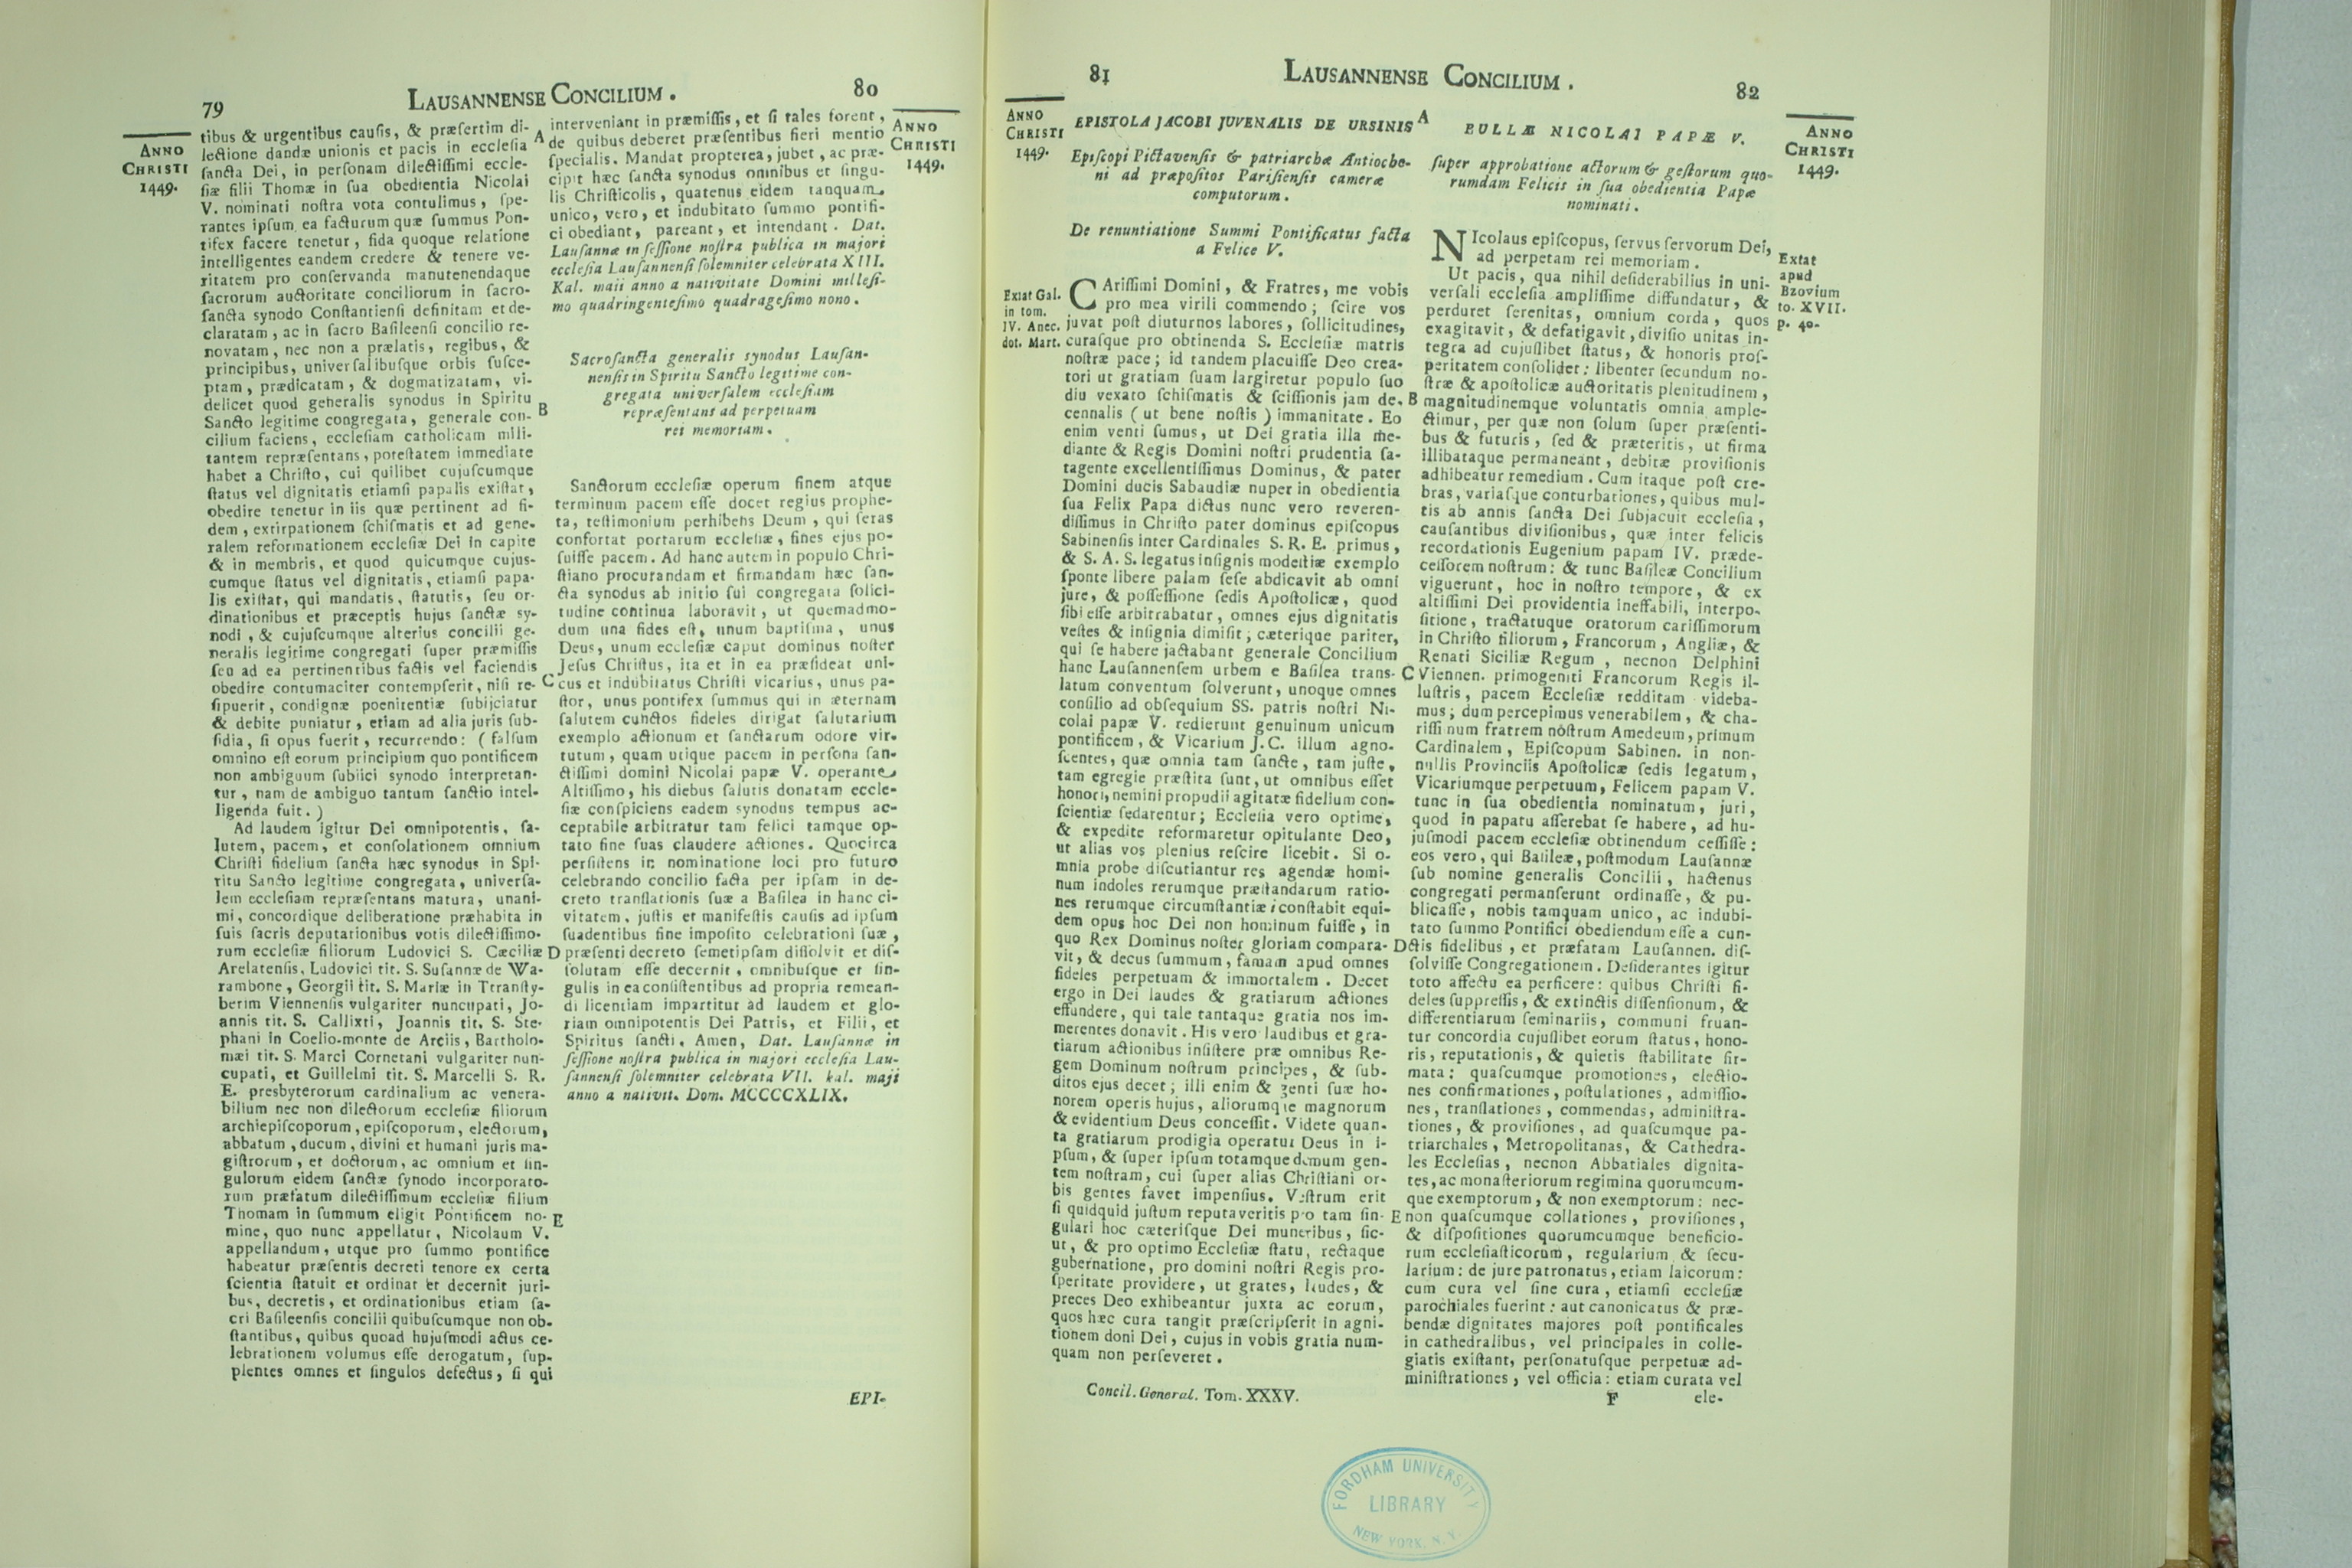 79
LAUSANNENSE CONCILIUM.
80
ANNO
CHRISTI
1449.
tibus & urgentibus causis, & præsertim di-
lectione dandæ unionis et pacis in ecclesia
sancta Dei, in personam dilectissimi eccle-
siæ filii Thomæ in sua obedientia Nicolai
V. nominati nostra vota contulimus, spe-
rantes ipsum ea facturum quæ summus Pon-
tifex facere tenetur, fida quoque relatione
intelligentes eandem credere & tenere ve-
ritatem pro conservanda manutenendaque
sacrorum auctoritate conciliorum in sacro-
sancta synodo Constantiensi definitam et de-
claratam, ac in sacro Basileensi concilio re-
novatam, nec non a prælatis, regibus, &
principibus, universalibusque orbis susce-
ptam, prædicatam, & dogmatizatam, vi-
delicet quod generalis synodus in Spiritu
Sancto legitime congregata, generale con-
cilium faciens, ecclesiam catholicam mili-
tantem repræsentans, potestatem immediate
habet a Christo, cui quilibet cujuscumque
status vel dignitatis etiamsi papalis existat,
obedire tenetur in iis quæ pertinent ad fi-
dem, extirpationem schismatis et ad gene-
ralem reformationem ecclesiæ Dei in capite
& in membris, et quod quicumque cujus-
cumque status vel dignitatis, etiamsi papa-
lis existat, qui mandatis, statutis, seu or-
dinationibus et præceptis hujus sanctæ sy-
nodi, & cujuscumque alterius concilii ge-
neralis legitime congregati super præmissis
seu ad ea pertinentibus factis vel faciendis
obedire contumaciter contempserit, nisi re-
sipuerit, condignæ poenitentiæ subijciatur
& debite puniatur, etiam ad alia juris sub-
sidia, si opus fuerit, recurrendo: (falsum
omnino est eorum principium quo pontificem
non ambiguum subiici synodo interpretan-
tur, nam de ambiguo tantum sanctio intel-
ligenda fuit.)
Ad laudem igitur Dei omnipotentis, sa-
lutem, pacem, et consolationem omnium
Christi fidelium sancta hæc synodus in Spi-
ritu Sancto legitime congregata, universa-
lem ecclesiam repræsentans matura, unani-
mi, concordique deliberatione præhabita in
suis sacris deputationibus votis dilectissimo-
rum ecclesiæ filiorum Ludovici S. Cæciliæ
Arelatensis, Ludovici tit. S. Susannæ de Wa-
rambone, Georgii tit. S. Mariæ in Ttransty-
berim Viennensis vulgariter nuncupati, Jo-
annis tit. S. Callixti, Joannis tit. S. Ste-
phani in Coelio-monte de Arciis, Bartholo-
mæi tit. S. Marci Cornetani vulgariter nun-
cupati, et Guillelmi tit. S. Marcelli S. R.
E. presbyterorum cardinalium ac venera-
bilium nec non dilectorum ecclesiæ filiorum
archiepiscoporum, episcoporum, electorum,
abbatum, ducum, divini et humani juris ma-
gistrorum, et doctorum, ac omnium et sin-
gulorum eidem sanctæ synodo incorporato-
rum præfatum dilectissimum ecclesiæ filium
Thomam in summum eligit Pontificem no-
mine, quo nunc appellatur, Nicolaum V.
appellandum, utque pro summo pontifice
habeatur præsentis decreti tenore ex certa
scientia statuit et ordinat et decernit juri-
bus, decretis, et ordinationibus etiam sa-
cri Basileensis concilii quibuscumque non ob-
stantibus, quibus quoad hujusmodi actus ce-
lebrationem volumus esse derogatum, sup-
plentes omnes et singulos defectus, si qui
A
B
C
D
E
interveniant in præmissis, et si tales forent,
de quibus deberet præsentibus fieri mentio
specialis. Mandat propterea, jubet, ac præ-
cipit hæc sancta synodus omnibus et singu-
lis Christicolis, quatenus eidem tanquam
unico, vero, et indubitato summo pontifi-
ci obediant, pareant, et intendant. Dat.
Lausannæ in sessione nostra publica in majori
ecclesia Lausannensi solemniter celebrata XIII.
Kal. maii anno a nativitate Domini millesi-
mo quadringentesimo quadragesimo nono.
Sacrosancta generalis synodus Lausan-
nensis in Spiritu Sancto legitime con-
gregata universalem ecclesiam
repræsentans ad perpetuam
rei memoriam.
Sanctorum ecclesiæ operum finem atque
terminum pacem esse docet regius prophe-
ta, testimonium perhibens Deum, qui seras
confortat portarum ecclesiæ, fines ejus po-
suisse pacem. Ad hanc autem in populo Chri-
stiano procurandam et firmandam hæc san-
cta synodus ab initio sui congregata solici-
tudine continua laboravit, ut quemadmo-
dum una fides est, unum baptisma, unus
Deus, unum ecclesiæ caput dominus noster
Jesus Christus, ita et in ea præsideat uni-
cus et indubitatus Christi vicarius, unus pa-
stor, unus pontifex summus qui in æternam
salutem cunctos fideles dirigat salutarium
exemplo actionum et sanctarum odore vir-
tutum, quam utique pacem in persona san-
ctissimi domini Nicolai papæ V. operante
Altissimo, his diebus salutis donatam eccle-
siæ conspiciens eadem synodus tempus ac-
ceptabile arbitratur tam felici tamque op-
tato fine suas claudere actiones. Quocirca
persistens in nominatione loci pro futuro
celebrando concilio facta per ipsam in de-
creto translationis suæ a Basilea in hanc ci-
vitatem, justis et manifestis causis ad ipsum
suadentibus fine imposito celebrationi suæ,
præsenti decreto semetipsam dissolvit et dis-
solutam esse decernit, omnibusque et sin-
gulis in ea consistentibus ad propria remean-
di licentiam impartitur ad laudem et glo-
riam omnipotentis Dei Patris, et Filii, et
Spiritus sancti. Amen, Dat. Lausannæ in
sessione nostra publica in majori ecclesia Lau-
sannensi solemniter celebrata VII. kal. maji
anno a nativit. Dom. MCCCCXLIX.
ANNO
CHRISTI
1449.
EPI-
81
LAUSANNENSE CONCILIUM.
82
ANNO
CHRISTI
1449.
EPISTOLA JACOBI JUVENALIS DE URSINIS
Episcopi Pictavensis & patriarchæ Antioche-
ni ad præpositos Parisiensis cameræ
computorum.
De renuntiatione Summi Pontificatus facta
a Felice V.
Extat Gal.
in tom.
IV. Anec.
dot. Mart.
CArissimi Domini, & Fratres, me vobis
pro mea virili commendo; scire vos
juvat post diuturnos labores, sollicitudines,
curasque pro obtinenda S. Ecclesiæ matris
nostræ pace; id tandem placuisse Deo crea-
tori ut gratiam suam largiretur populo suo
diu vexato schismatis & scissionis jam de-
cennalis (ut bene nostis) immanitate. Eo
enim venti sumus, ut Dei gratia illa me-
diante & Regis Domini nostri prudentia sa-
tagente excellentissimus Dominus, & pater
Domini ducis Sabaudiæ nuper in obedientia
sua Felix Papa dictus nunc vero reveren-
dissimus in Christo pater dominus episcopus
Sabinensis inter Cardinales S. R. E. primus,
& S. A. S. legatus insignis modestiæ exemplo
sponte libere palam sese abdicavit ab omni
jure, & possessione sedis Apostolicæ, quod
sibi esse arbitrabatur, omnes ejus dignitatis
vestes & insignia dimisit; cæterique pariter,
qui se habere jactabant generale Concilium
hanc Lausannensem urbem e Basilea trans-
latum conventum solverunt, unoque omnes
consilio ad obsequium SS. patris nostri Ni-
colai papæ V. redierunt genuinum unicum
pontificem, & Vicarium J.C. illum agno-
scentes, quæ omnia tam sancte, tam juste,
tam egregie præstita sunt, ut omnibus esset
honori, nemini propudii agitatæ fidelium con-
scientiæ sedarentur; Ecclesia vero optime,
& expedite reformaretur opitulante Deo,
ut alias vos plenius rescire licebit. Si o-
mnia probe discutiantur res agendæ homi-
num indoles rerumque præstandarum ratio-
nes rerumque circumstantiæ; constabit equi-
dem opus hoc Dei non hominum fuisse, in
quo Rex Dominus noster gloriam compara-
vit, & decus summum, famam apud omnes
fideles perpetuam & immortalem. Decet
ergo in Dei laudes & gratiarum actiones
effundere, qui tale tantaque gratia nos im-
merentes donavit. His vero laudibus et gra-
tiarum actionibus insistere præ omnibus Re-
gem Dominum nostrum principes, & sub-
ditos ejus decet; illi enim & genti suæ ho-
norem operis hujus, aliorumque magnorum
& evidentium Deus concessit. Videte quan-
ta gratiarum prodigia operatur Deus in i-
psum, & super ipsum totamque domum gen-
tem nostram, cui super alias Christiani or-
bis gentes favet impensius. Vestrum erit
si quidquid justum reputaveritis pro tam sin-
gulari hoc cæterisque Dei muneribus, sic-
ut, & pro optimo Ecclesiæ statu, rectaque
gubernatione, pro domini nostri Regis pro-
speritate providere, ut grates, laudes, &
preces Deo exhibeantur juxta ac eorum,
quos hæc cura tangit præscripserit in agni-
tionem doni Dei, cujus in vobis gratia num-
quam non perseveret.
Concil. General. Tom. XXXV.
A
B
C
D
E
BULLÆ NICOLAI PAPÆ V.
super approbatione actorum & gestorum quo-
rumdam Felicis in sua obedientia Papæ
nominati.
NIcolaus episcopus, servus servorum Dei,
ad perpetam rei memoriam.
Ut pacis, qua nihil desiderabilius in uni-
versali ecclesia amplissime diffundatur, &
perduret serenitas, omnium corda, quos
exagitavit, & defatigavit, divisio unitas in-
tegra ad cujuslibet status, & honoris pros-
peritatem consolidet: libenter secundum no-
stræ & apostolicæ auctoritatis plenitudinem,
magnitudinemque voluntatis omnia ample-
ctimur, per quæ non solum super præsenti-
bus & futuris, sed & præteritis, ut firma
illibataque permaneant, debitæ provisionis
adhibeatur remedium. Cum itaque post cre-
bras, variasque conturbationes, quibus mul-
tis ab annis sancta Dei subjacuit ecclesia,
causantibus divisionibus, quæ inter felicis
recordationis Eugenium papam IV. præde-
cessorem nostrum: & tunc Basileæ Concilium
viguerunt, hoc in nostro tempore, & ex
altissimi Dei providentia ineffabili, interpo-
sitione, tractatuque oratorum carissimorum
in Christo filiorum, Francorum, Angliæ, &
Renati Siciliæ Regum, necnon Delphini
Viennen. primogeniti Francorum Regis il-
lustris, pacem Ecclesiæ redditam videba-
mus; dum percepimus venerabilem, & cha-
rissimum fratrem nostrum Amedeum, primum
Cardinalem, Episcopum Sabinen. in non-
nullis Provinciis Apostolicæ sedis legatum,
Vicariumque perpetuum, Felicem papam V.
tunc in sua obedientia nominatum, juri,
quod in papatu asserebat se habere, ad hu-
jusmodi pacem ecclesiæ obtinendum cessisse:
eos vero, qui Basileæ, postmodum Lausannæ
sub nomine generalis Concilii, hactenus
congregati permanserunt ordinasse, & pu-
blicasse, nobis tamquam unico, ac indubi-
tato summo Pontifici obediendum esse a cun-
ctis fidelibus, et præfatam Lausannen. dis-
solvisse Congregationem. Desiderantes igitur
toto affectu ea perficere: quibus Christi fi-
deles suppressis, & extinctis dissensionum, &
differentiarum seminariis, communi fruan-
tur concordia cujuslibet eorum status, hono-
ris, reputationis, & quietis stabilitate fir-
mata: quascumque promotiones, electio-
nes confirmationes, postulationes, admissio-
nes, translationes, commendas, administra-
tiones, & provisiones, ad quascumque pa-
triarchales, Metropolitanas, & Cathedra-
les Ecclesias, necnon Abbatiales dignita-
tes, ac monasteriorum regimina quorumcum-
que exemptorum, & non exemptorum: nec-
non quascumque collationes, provisiones,
& dispositiones quorumcumque beneficio-
rum ecclesiasticorum, regularium & secu-
larium: de jure patronatus, etiam laicorum:
cum cura vel sine cura, etiamsi ecclesiæ
parochiales fuerint: aut canonicatus & præ-
bendæ dignitates majores post pontificales
in cathedralibus, vel principales in colle-
giatis existant, personatusque perpetuæ ad-
ministrationes, vel officia: etiam curata vel
F
ele-
ANNO
CHRISTI
1449.
Extat
apud
Bzovium
to. XVII.
p. 40.
FORDHAM UNIVERSITY
LIBRARY
NEW YORK, N. Y.